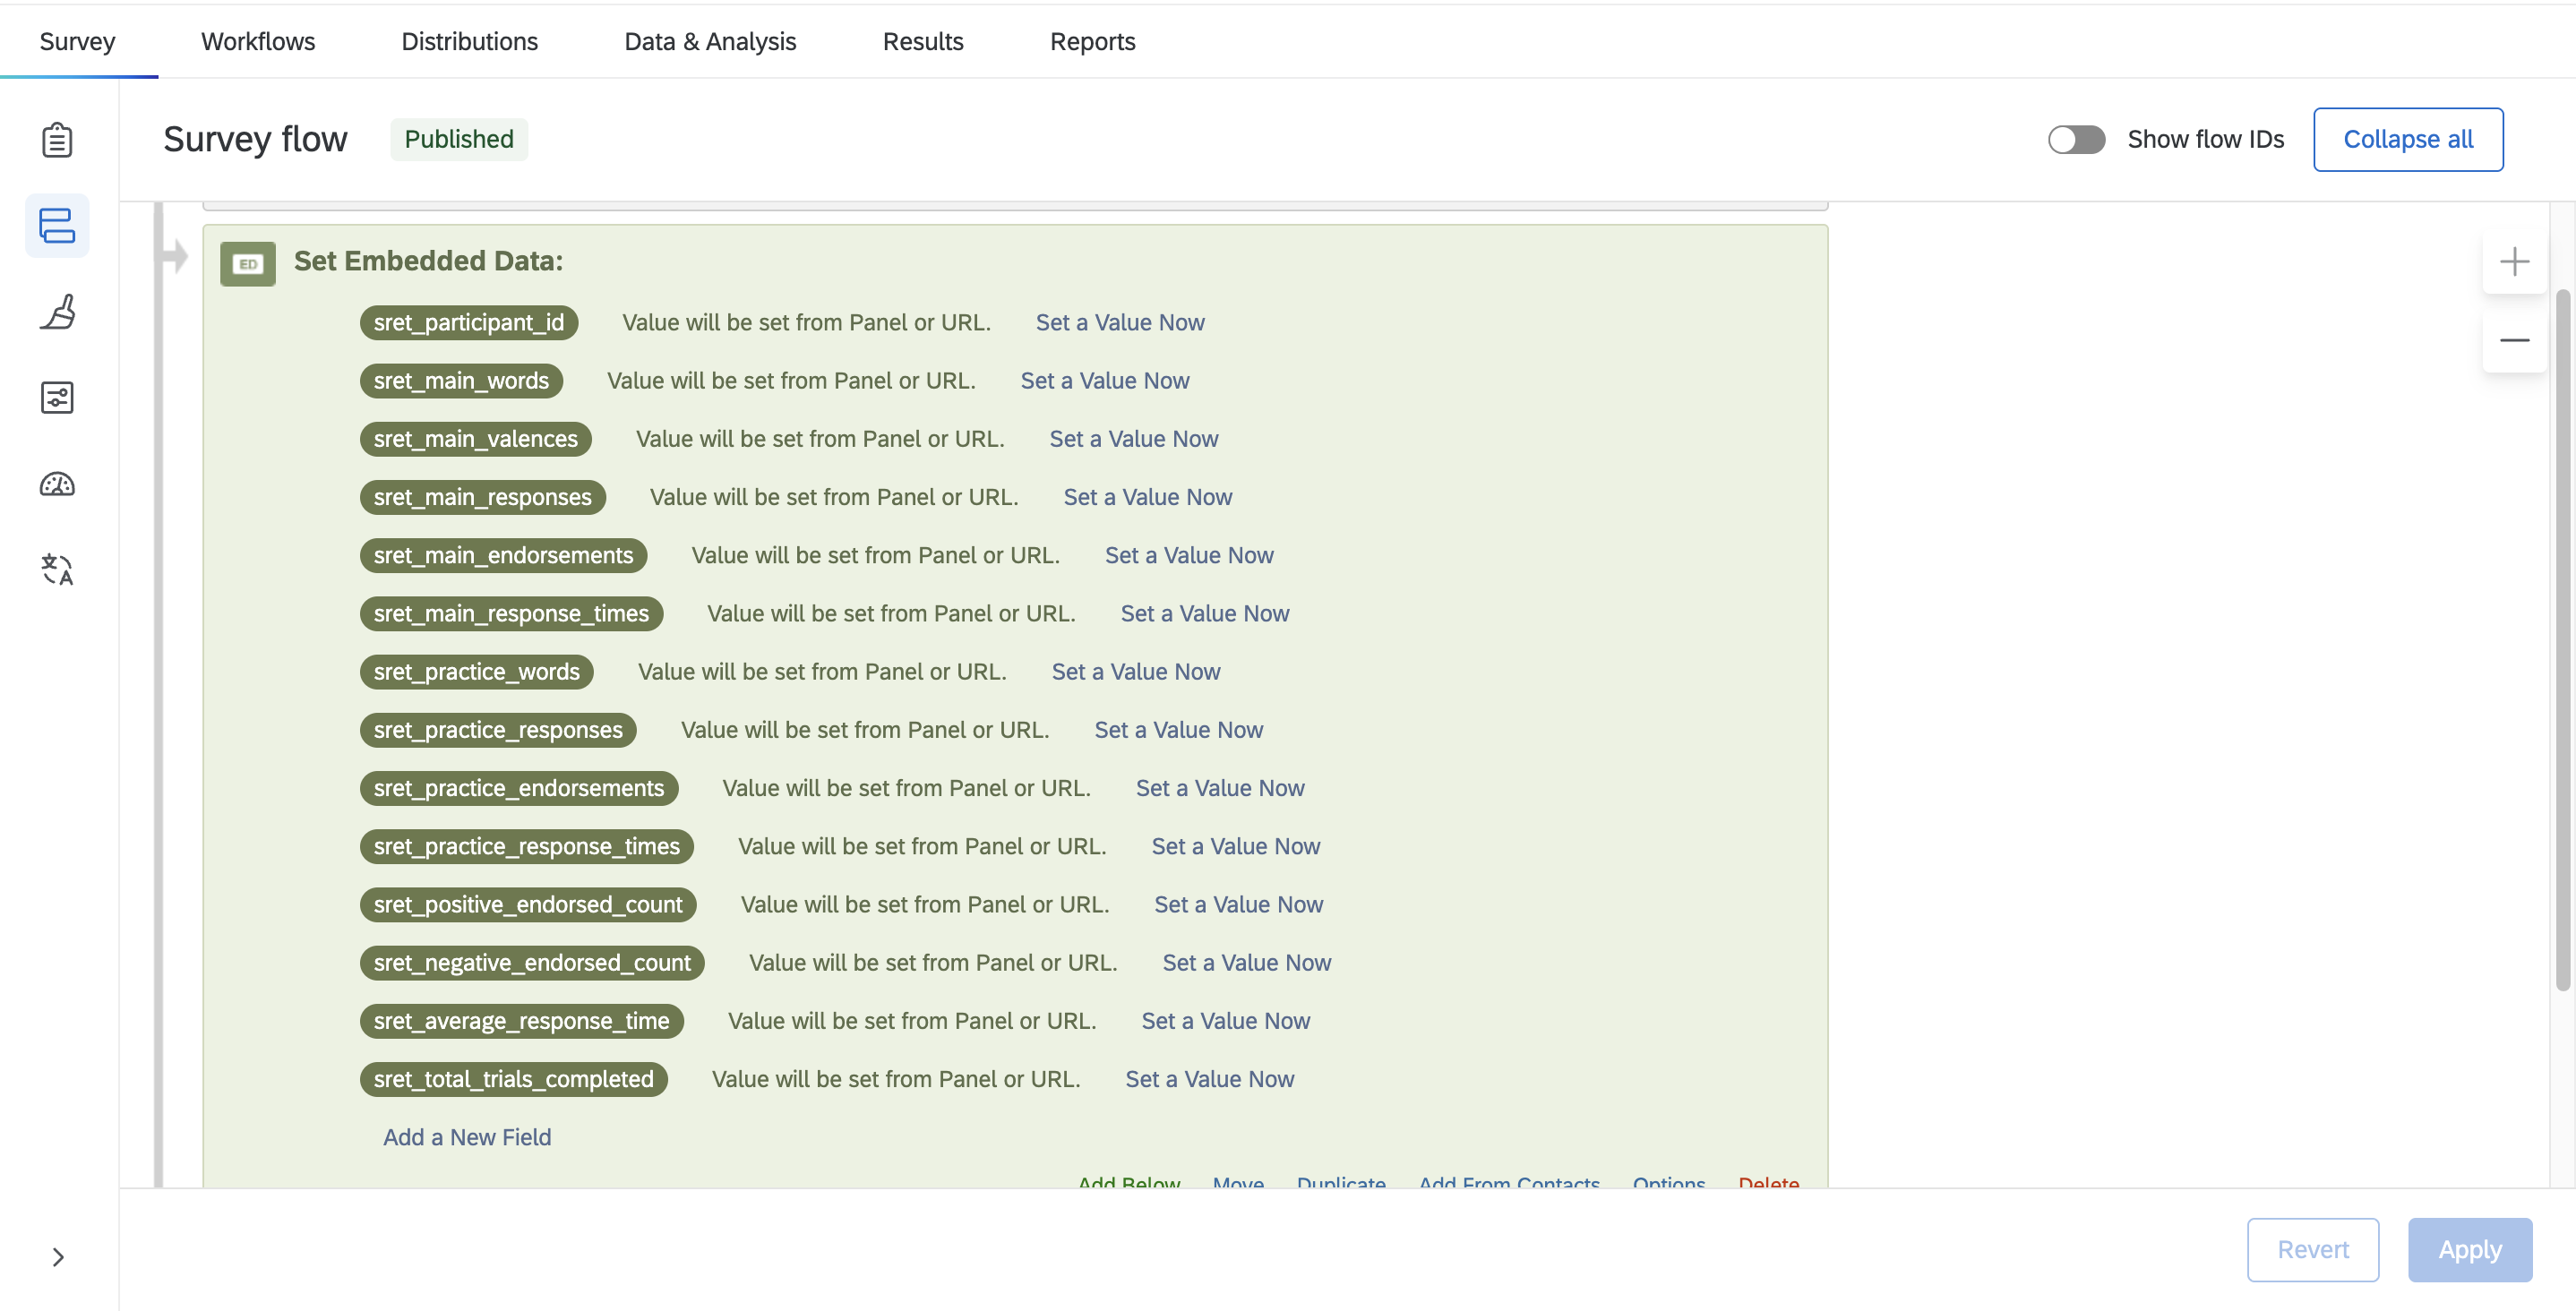 Survey Workflows Distributions Data & Analysis Results Reports
Survey flow Published Show flow IDs Collapse all
ED Set Embedded Data:
sret_participant_id Value will be set from Panel or URL. Set a Value Now
sret_main_words Value will be set from Panel or URL. Set a Value Now
sret_main_valences Value will be set from Panel or URL. Set a Value Now
sret_main_responses Value will be set from Panel or URL. Set a Value Now
sret_main_endorsements Value will be set from Panel or URL. Set a Value Now
sret_main_response_times Value will be set from Panel or URL. Set a Value Now
sret_practice_words Value will be set from Panel or URL. Set a Value Now
sret_practice_responses Value will be set from Panel or URL. Set a Value Now
sret_practice_endorsements Value will be set from Panel or URL. Set a Value Now
sret_practice_response_times Value will be set from Panel or URL. Set a Value Now
sret_positive_endorsed_count Value will be set from Panel or URL. Set a Value Now
sret_negative_endorsed_count Value will be set from Panel or URL. Set a Value Now
sret_average_response_time Value will be set from Panel or URL. Set a Value Now
sret_total_trials_completed Value will be set from Panel or URL. Set a Value Now
Add a New Field
Add Below Move Duplicate Add From Contacts Options Delete
Revert Apply